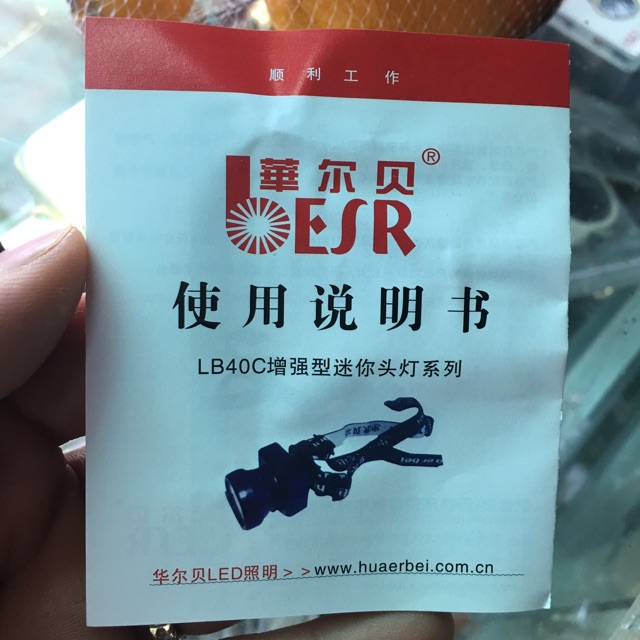 顺利工作
華尔贝®
bESR
使用说明书
LB40C增强型迷你头灯系列
华尔贝LED照明>>www.huaerbei.com.cn